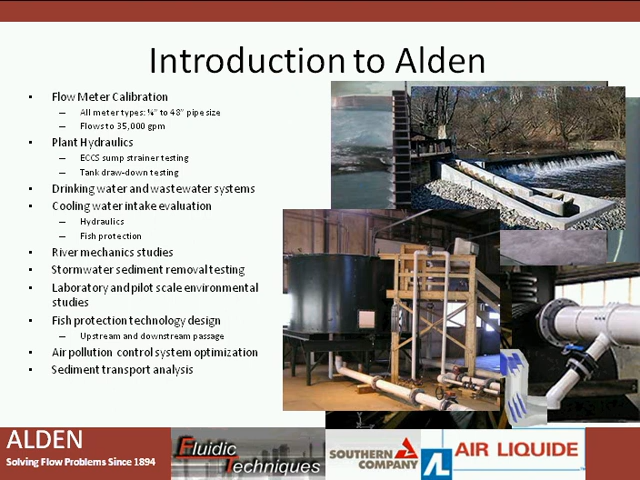 Introduction to Alden
• Flow Meter Calibration
– All meter types: ¼" to 48" pipe size
– Flows to 35,000 gpm
• Plant Hydraulics
– ECCS sump strainer testing
– Tank draw-down testing
• Drinking water and wastewater systems
• Cooling water intake evaluation
– Hydraulics
– Fish protection
• River mechanics studies
• Stormwater sediment removal testing
• Laboratory and pilot scale environmental
studies
• Fish protection technology design
– Upstream and downstream passage
• Air pollution control system optimization
• Sediment transport analysis
ALDEN
Solving Flow Problems Since 1894
Fluidic
Techniques
SOUTHERN
COMPANY
AIR LIQUIDE